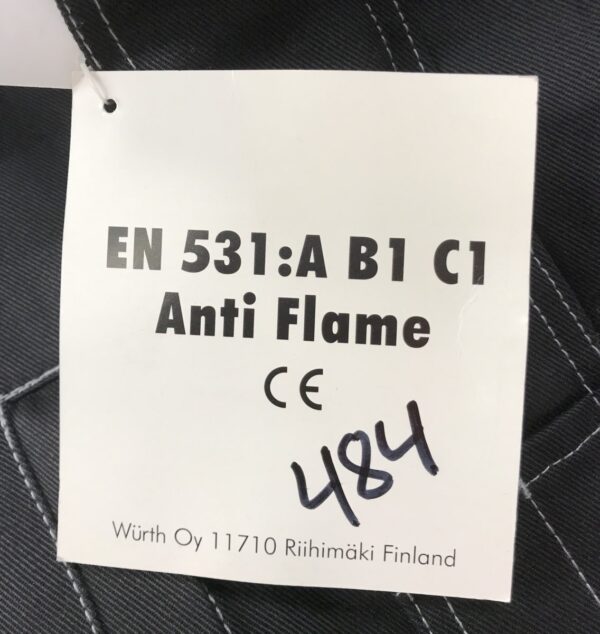 EN 531:A B1 C1
Anti Flame
CE
484
Würth Oy 11710 Riihimäki Finland